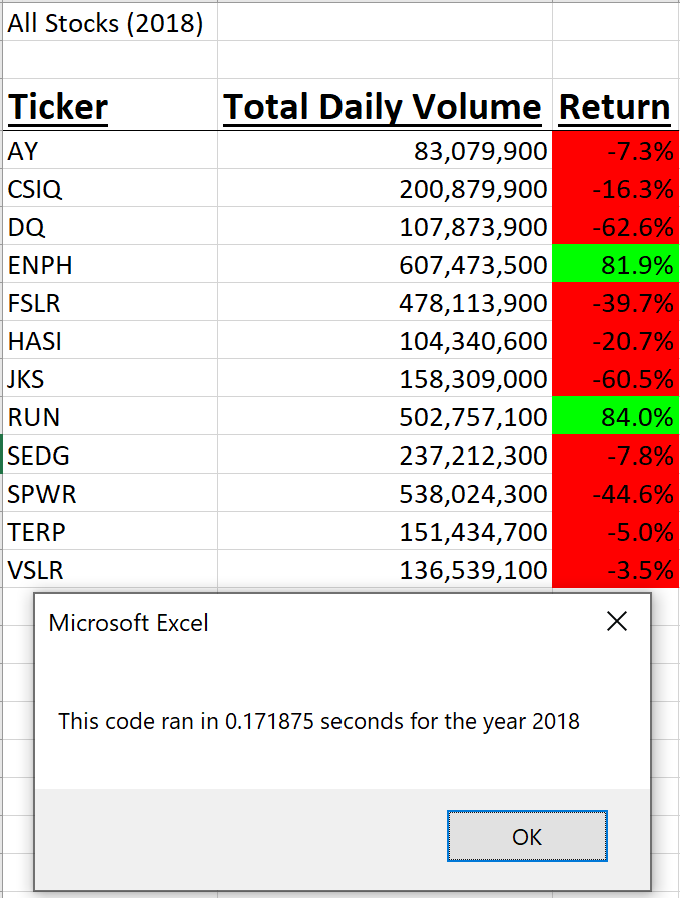 All Stocks (2018)
Ticker Total Daily Volume Return
AY 83,079,900 -7.3%
CSIQ 200,879,900 -16.3%
DQ 107,873,900 -62.6%
ENPH 607,473,500 81.9%
FSLR 478,113,900 -39.7%
HASI 104,340,600 -20.7%
JKS 158,309,000 -60.5%
RUN 502,757,100 84.0%
SEDG 237,212,300 -7.8%
SPWR 538,024,300 -44.6%
TERP 151,434,700 -5.0%
VSLR 136,539,100 -3.5%
Microsoft Excel
This code ran in 0.171875 seconds for the year 2018
OK